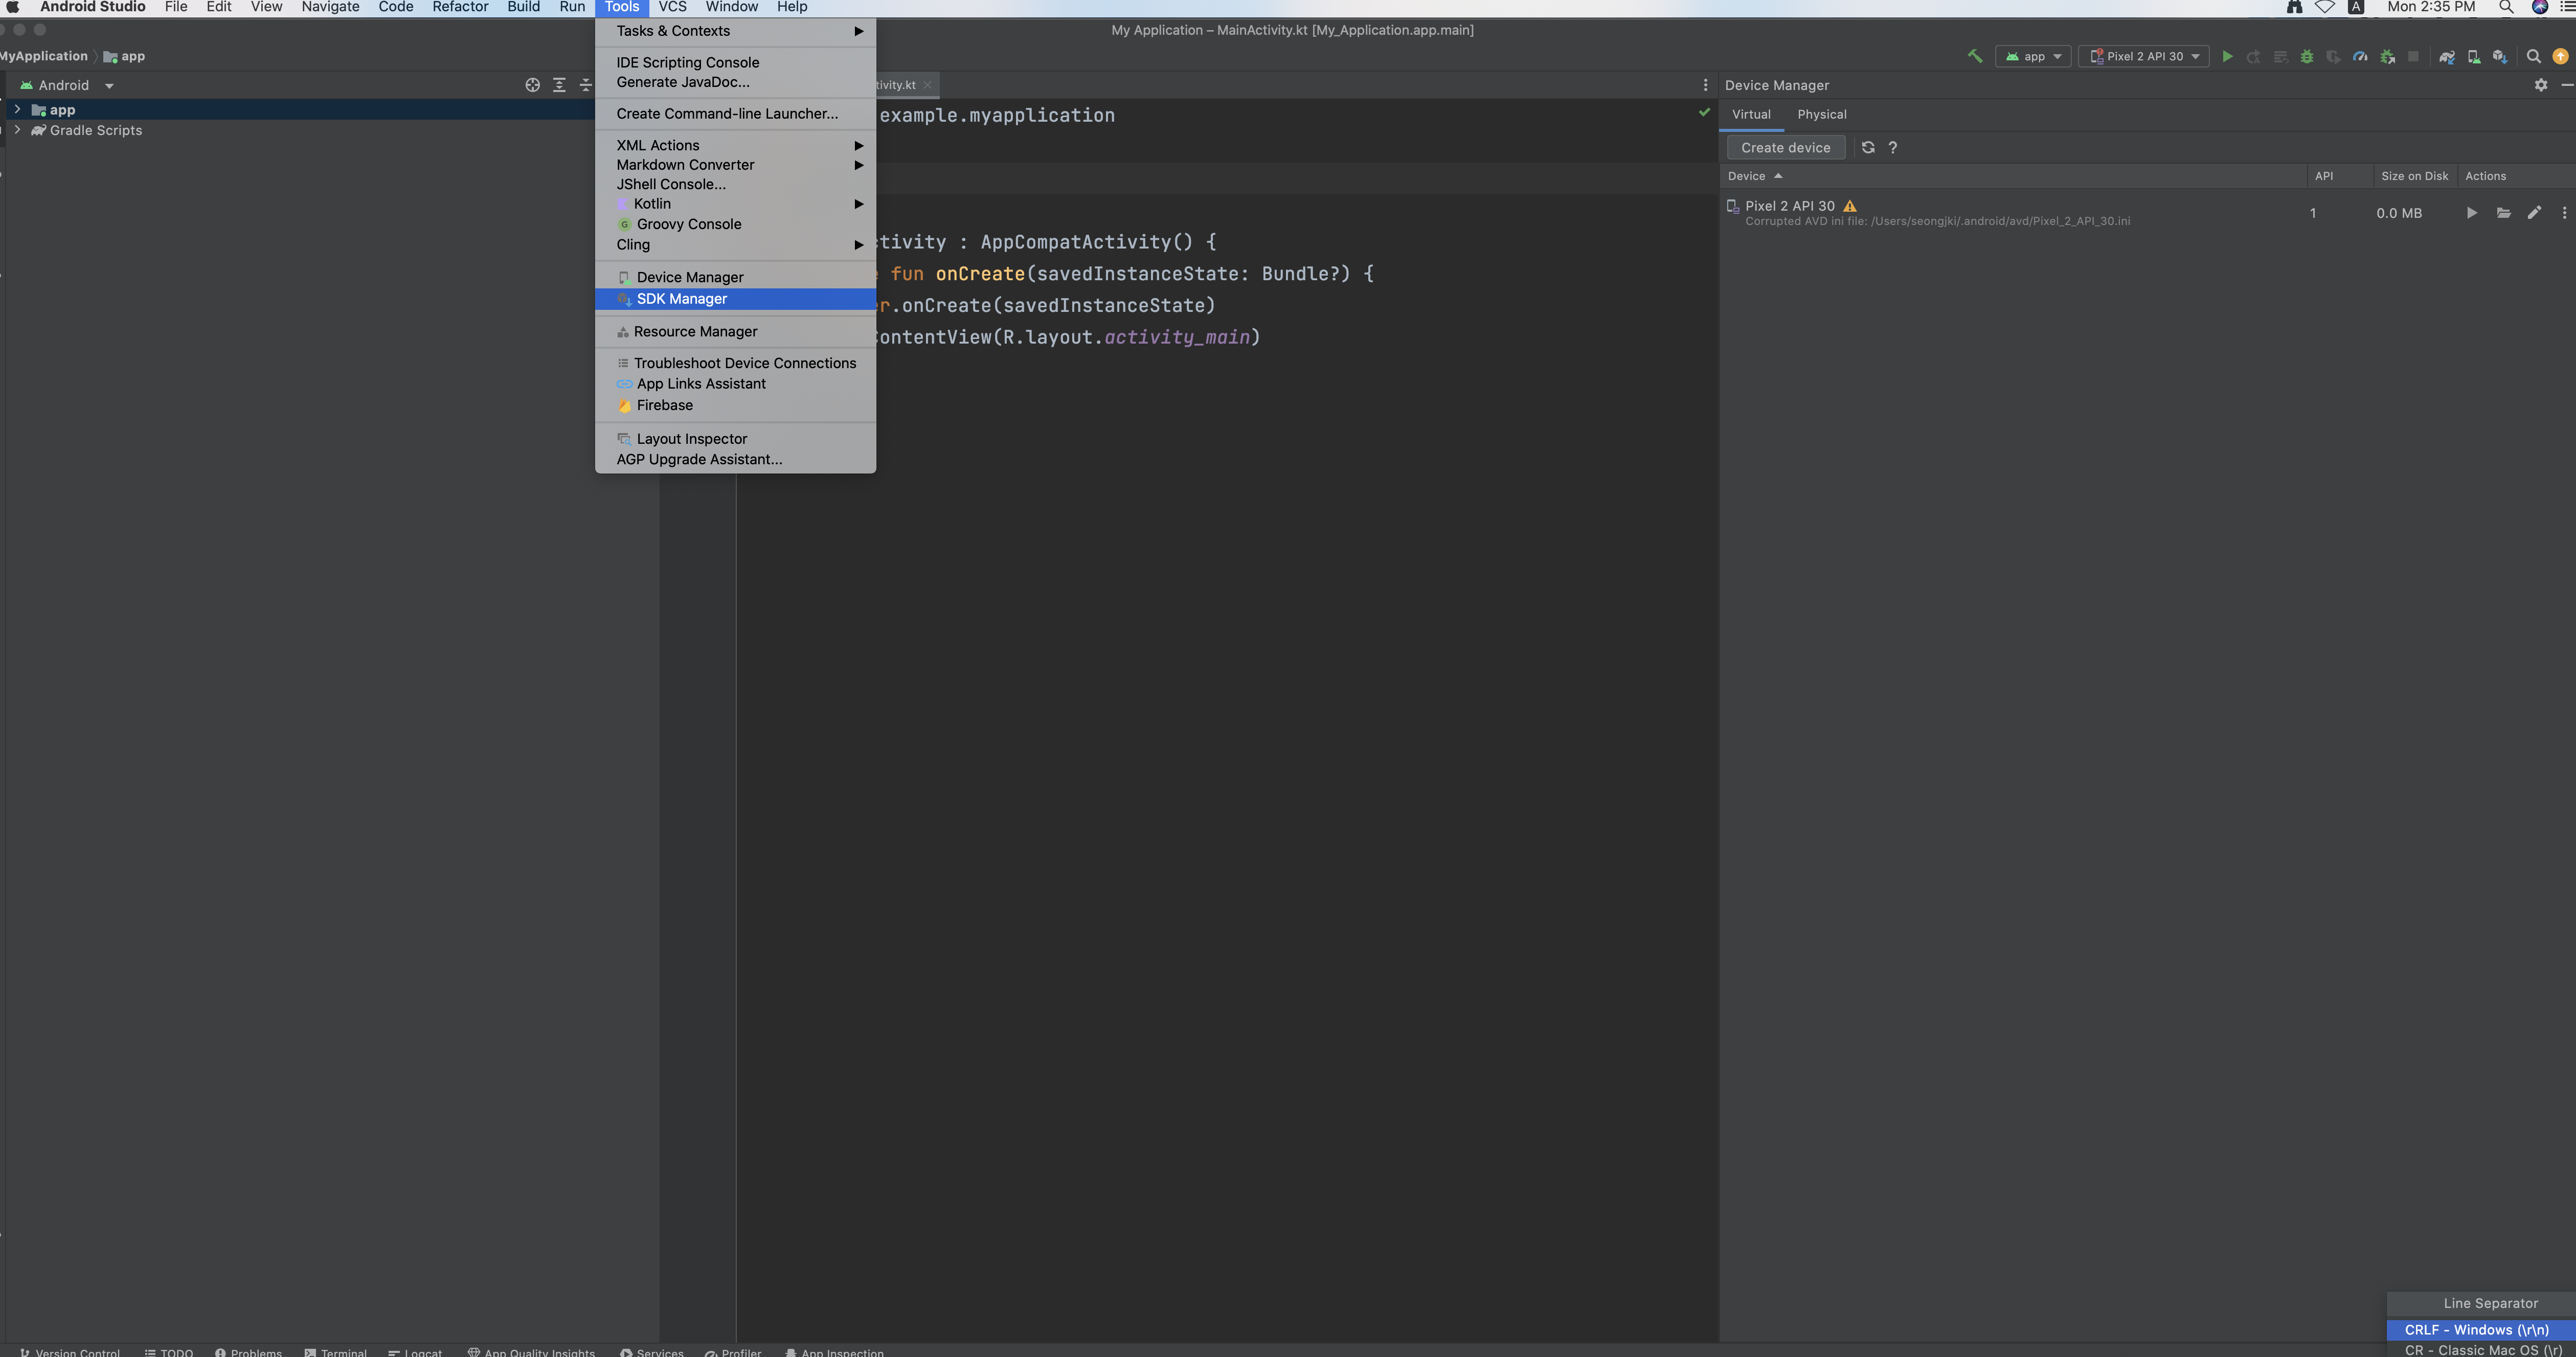 Android Studio File Edit View Navigate Code Refactor Build Run Tools VCS Window Help A Mon 2:35 PM
My Application – MainActivity.kt [My_Application.app.main]
MyApplication app
app Pixel 2 API 30
Android
app
Gradle Scripts
Tasks & Contexts
IDE Scripting Console
Generate JavaDoc...
Create Command-line Launcher...
XML Actions
Markdown Converter
JShell Console...
Kotlin
G Groovy Console
Cling
Device Manager
SDK Manager
Resource Manager
Troubleshoot Device Connections
App Links Assistant
Firebase
Layout Inspector
AGP Upgrade Assistant...
tivity.kt
example.myapplication
tivity : AppCompatActivity() {
fun onCreate(savedInstanceState: Bundle?) {
r.onCreate(savedInstanceState)
ContentView(R.layout.activity_main)
Device Manager
Virtual Physical
Create device ?
Device API Size on Disk Actions
Pixel 2 API 30 1 0.0 MB
Corrupted AVD ini file: /Users/seongjki/.android/avd/Pixel_2_API_30.ini
Line Separator
CRLF - Windows (\r\n)
CR - Classic Mac OS (\r)
Version Control TODO Problems Terminal Logcat App Quality Insights Services Profiler App Inspection